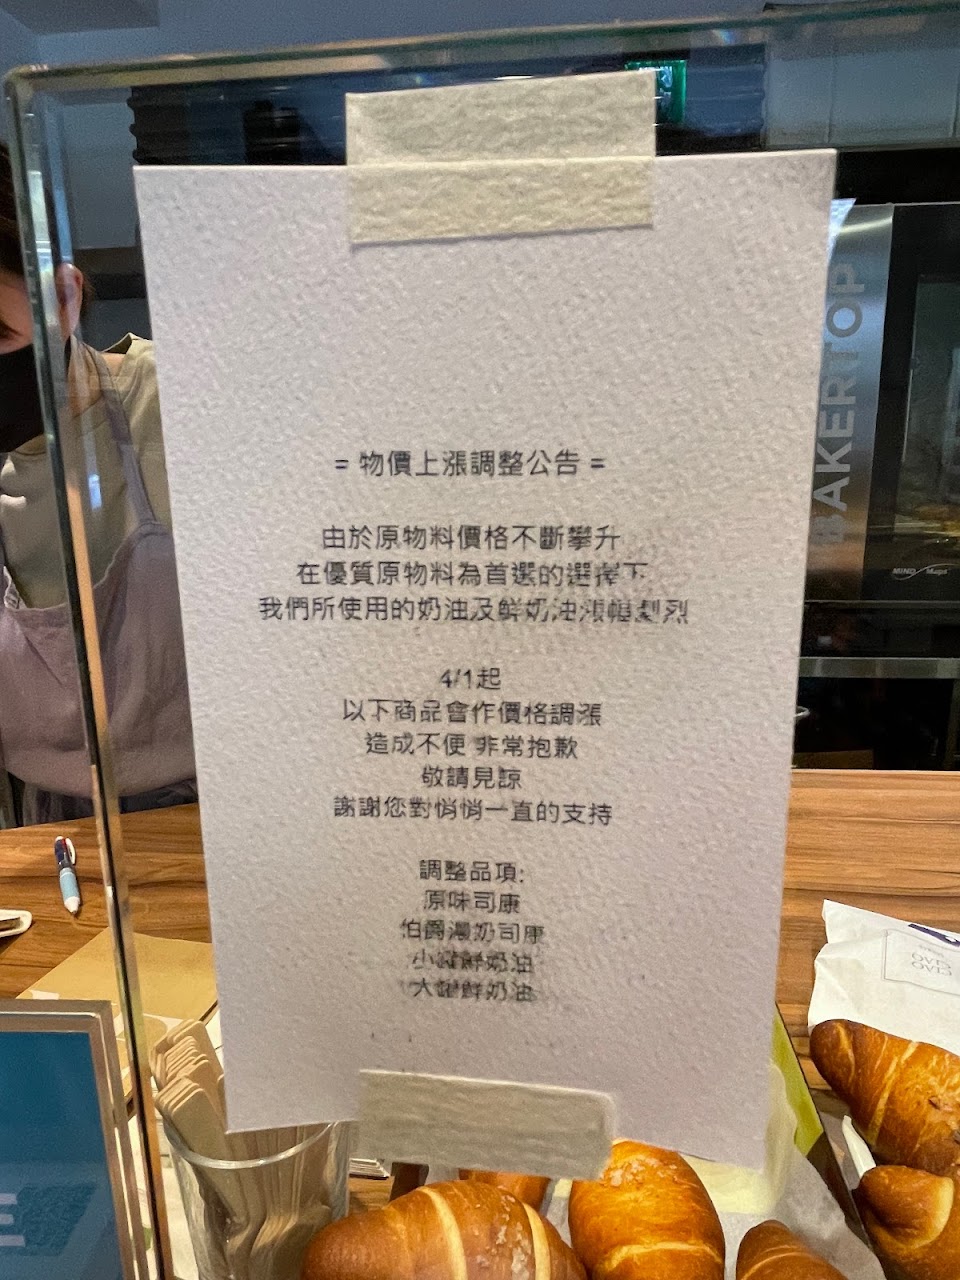 = 物價上漲調整公告 =
由於原物料價格不斷攀升
在優質原物料為首選的選擇下
我們所使用的奶油及鮮奶油漲幅劇烈
4/1起
以下商品會作價格調漲
造成不便 非常抱歉
敬請見諒
謝謝您對悄悄一直的支持
調整品項:
原味司康
伯爵濃奶司康
小罐鮮奶油
大罐鮮奶油
BAKERTOP
MIND Maps